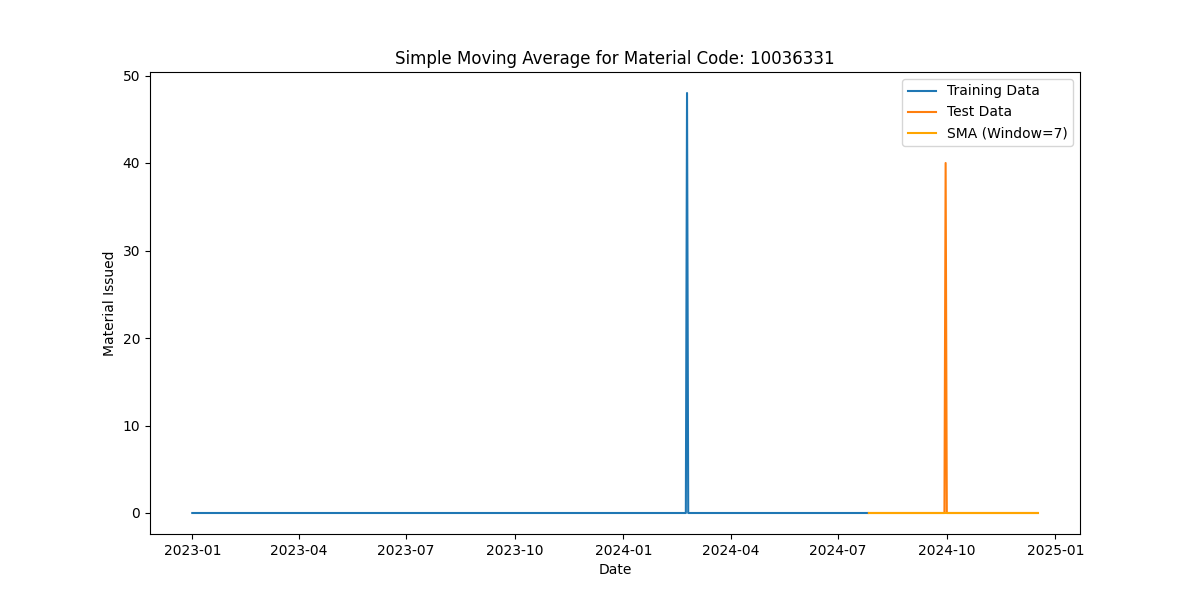 Simple Moving Average for Material Code: 10036331
50
40
30
20
10
0
Material Issued
Training Data
Test Data
SMA (Window=7)
2023-01 2023-04 2023-07 2023-10 2024-01 2024-04 2024-07 2024-10 2025-01
Date